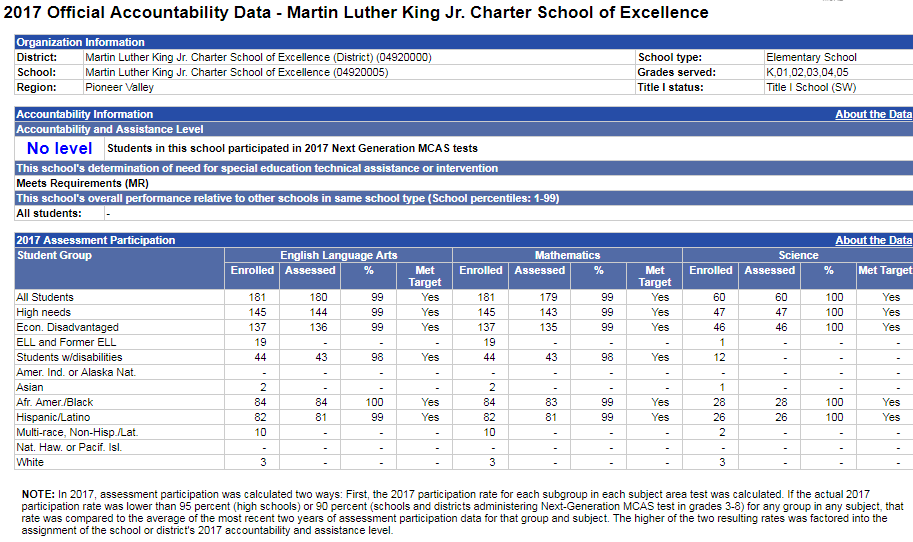 2017 Official Accountability Data - Martin Luther King Jr. Charter School of Excellence
Organization Information
District: Martin Luther King Jr. Charter School of Excellence (District) (04920000) School type: Elementary School
School: Martin Luther King Jr. Charter School of Excellence (04920005) Grades served: K,01,02,03,04,05
Region: Pioneer Valley Title I status: Title I School (SW)
Accountability Information About the Data
Accountability and Assistance Level
No level Students in this school participated in 2017 Next Generation MCAS tests
This school's determination of need for special education technical assistance or intervention
Meets Requirements (MR)
This school's overall performance relative to other schools in same school type (School percentiles: 1-99)
All students: -
2017 Assessment Participation About the Data
Student Group English Language Arts Mathematics Science
Enrolled Assessed % Met Target Enrolled Assessed % Met Target Enrolled Assessed % Met Target
All Students 181 180 99 Yes 181 179 99 Yes 60 60 100 Yes
High needs 145 144 99 Yes 145 143 99 Yes 47 47 100 Yes
Econ. Disadvantaged 137 136 99 Yes 137 135 99 Yes 46 46 100 Yes
ELL and Former ELL 19 - - - 19 - - - 1 - - -
Students w/disabilities 44 43 98 Yes 44 43 98 Yes 12 - - -
Amer. Ind. or Alaska Nat. - - - - - - - - - - - -
Asian 2 - - - 2 - - - 1 - - -
Afr. Amer./Black 84 84 100 Yes 84 83 99 Yes 28 28 100 Yes
Hispanic/Latino 82 81 99 Yes 82 81 99 Yes 26 26 100 Yes
Multi-race, Non-Hisp./Lat. 10 - - - 10 - - - 2 - - -
Nat. Haw. or Pacif. Isl. - - - - - - - - - - - -
White 3 - - - 3 - - - 3 - - -
NOTE: In 2017, assessment participation was calculated two ways: First, the 2017 participation rate for each subgroup in each subject area test was calculated. If the actual 2017
participation rate was lower than 95 percent (high schools) or 90 percent (schools and districts administering Next-Generation MCAS test in grades 3-8) for any group in any subject, that
rate was compared to the average of the most recent two years of assessment participation data for that group and subject. The higher of the two resulting rates was factored into the
assignment of the school or district's 2017 accountability and assistance level.